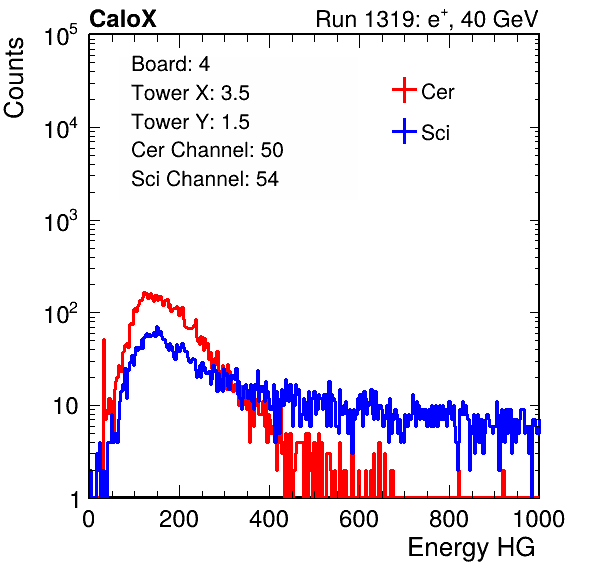 CaloX Run 1319: e⁺, 40 GeV
Counts
10⁵
10⁴
10³
10²
10
1
Board: 4
Tower X: 3.5
Tower Y: 1.5
Cer Channel: 50
Sci Channel: 54
Cer
Sci
0 200 400 600 800 1000
Energy HG